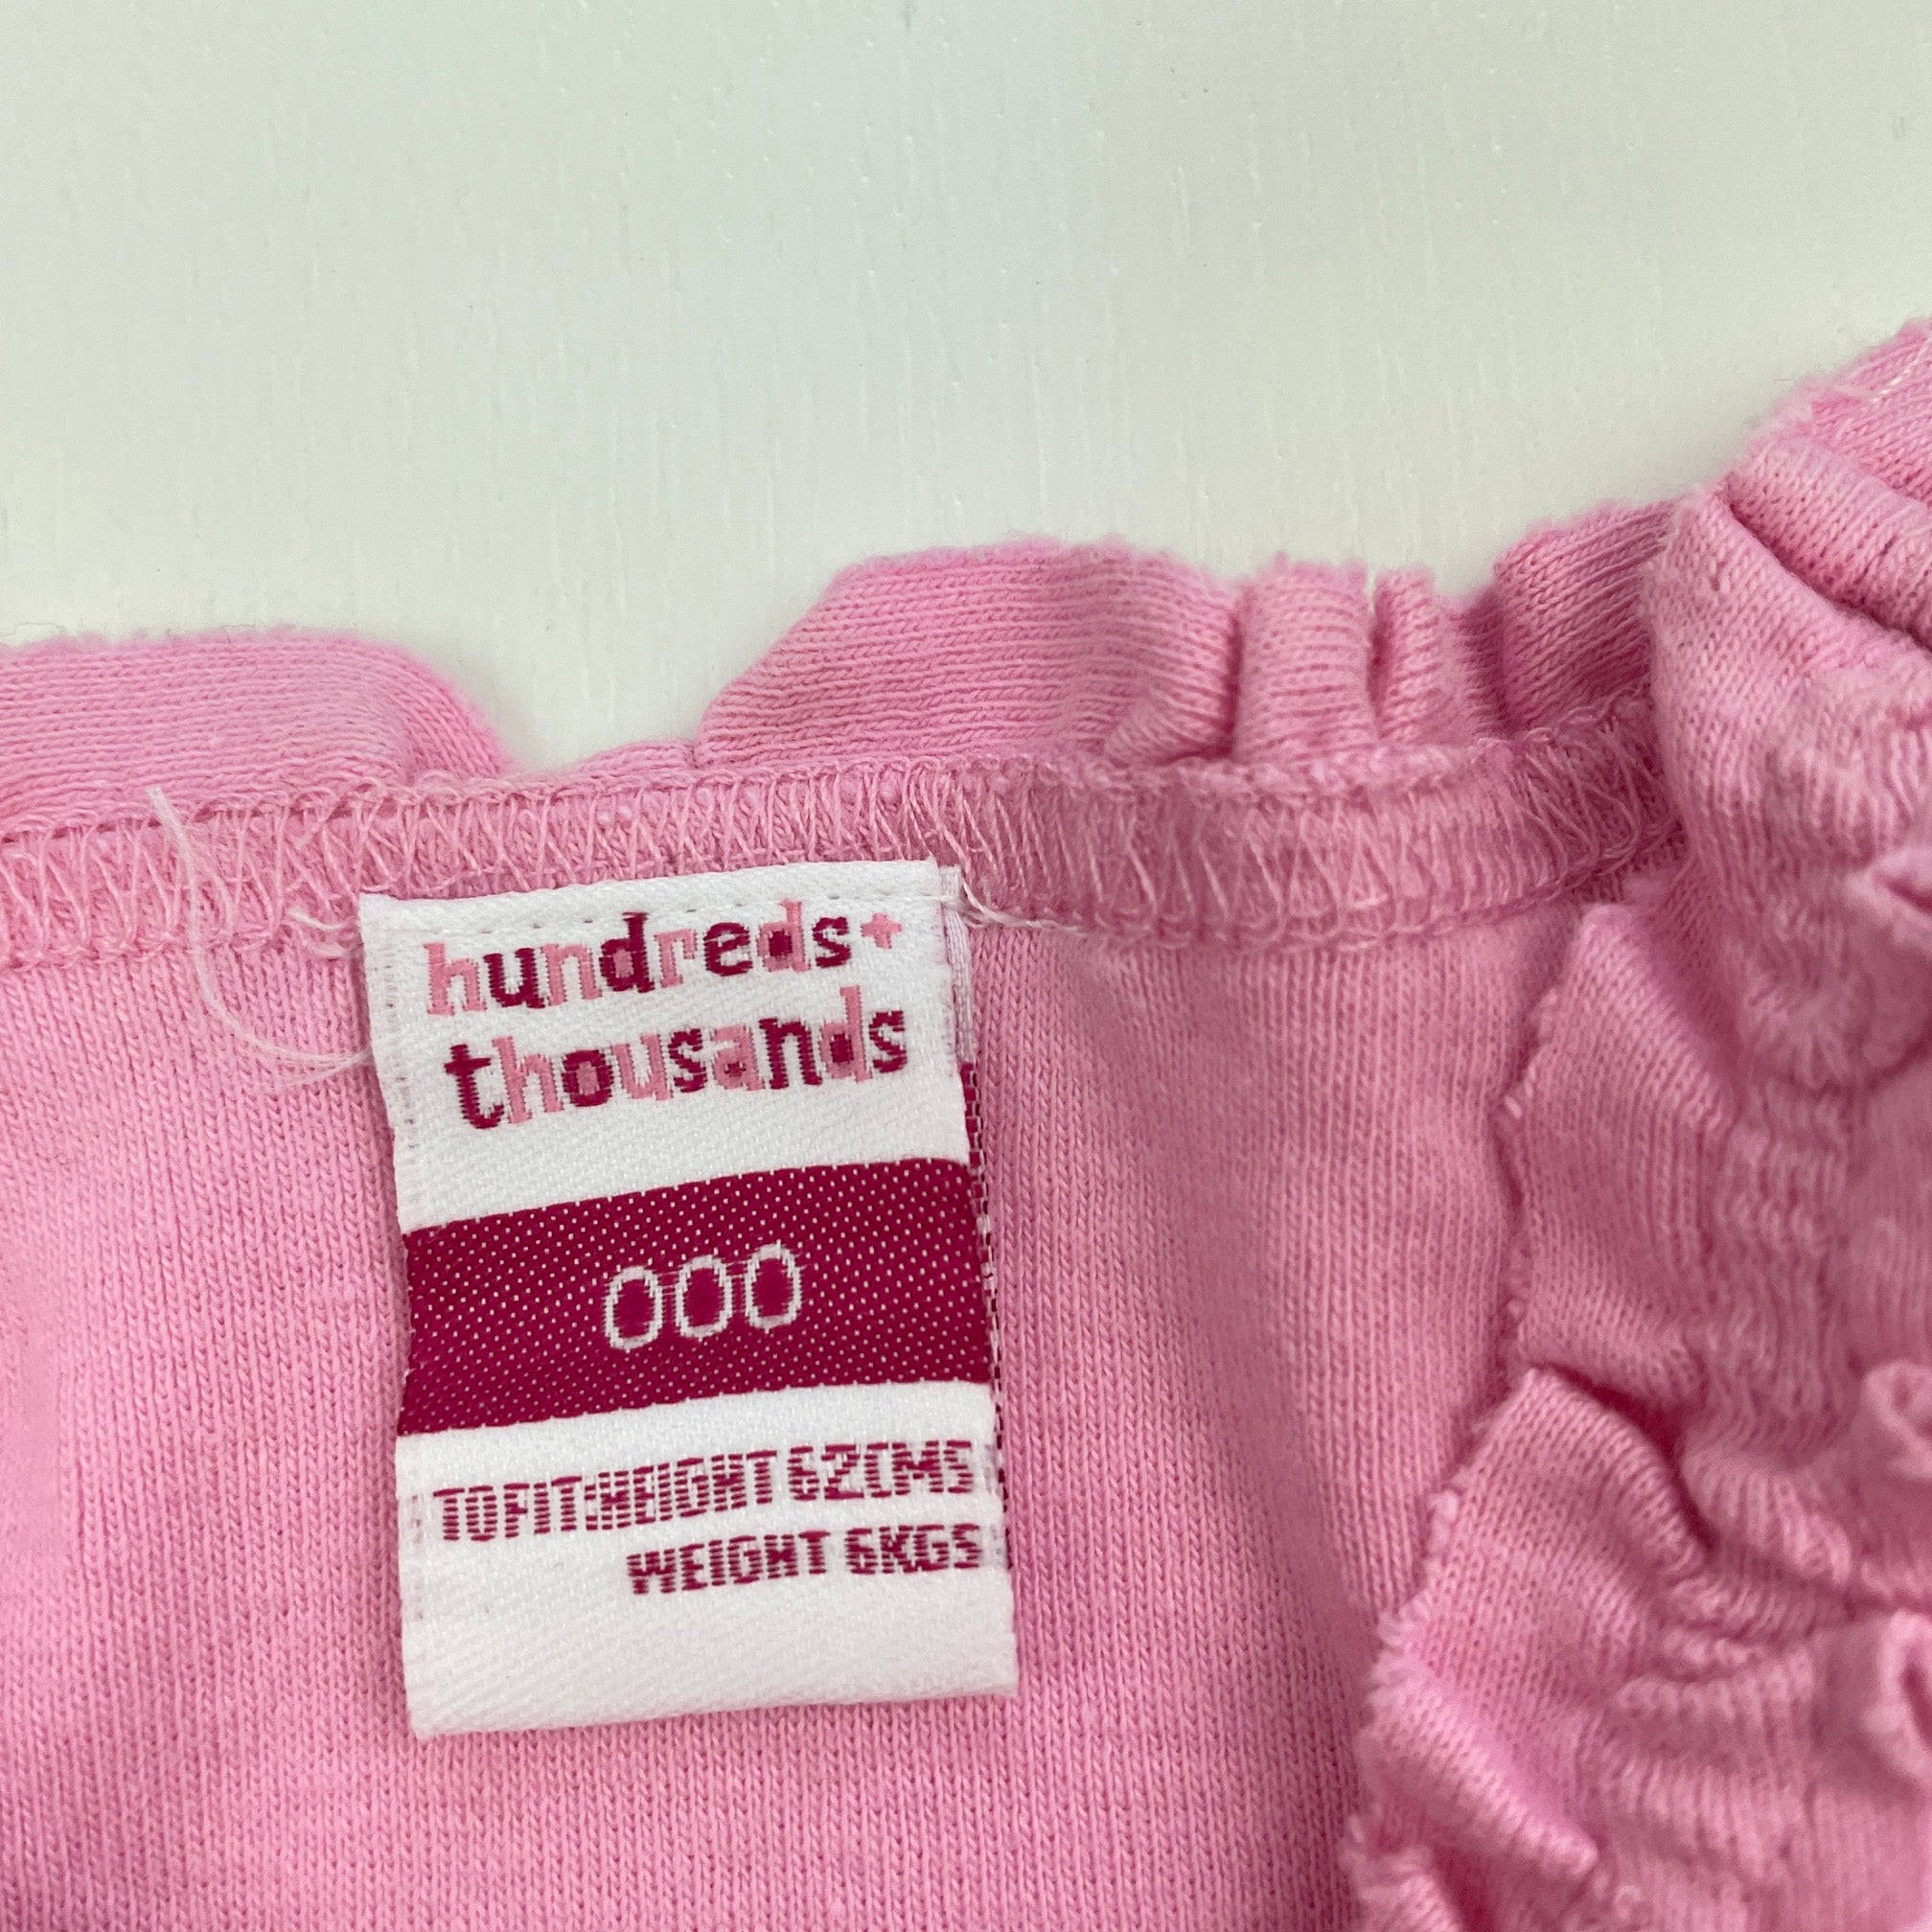 hundreds+
thousands
000
TO FIT:HEIGHT 62CMS
WEIGHT 6KGS